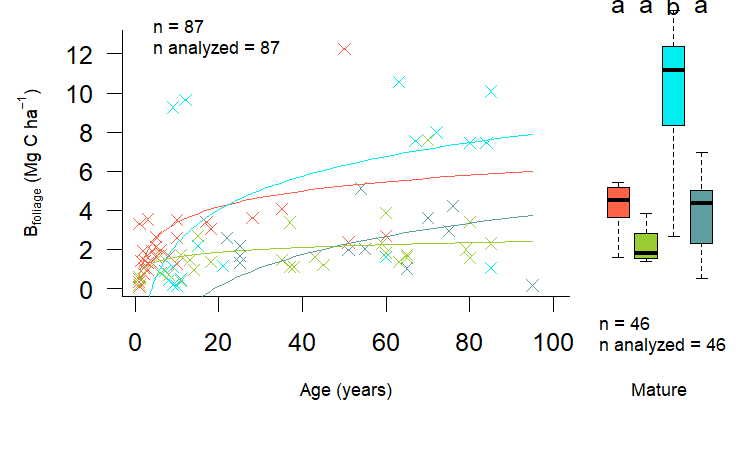 n = 87
n analyzed = 87
a a b a
12
10
8
6
4
2
0
B_foliage (Mg C ha⁻¹)
0 20 40 60 80 100
Age (years)
n = 46
n analyzed = 46
Mature